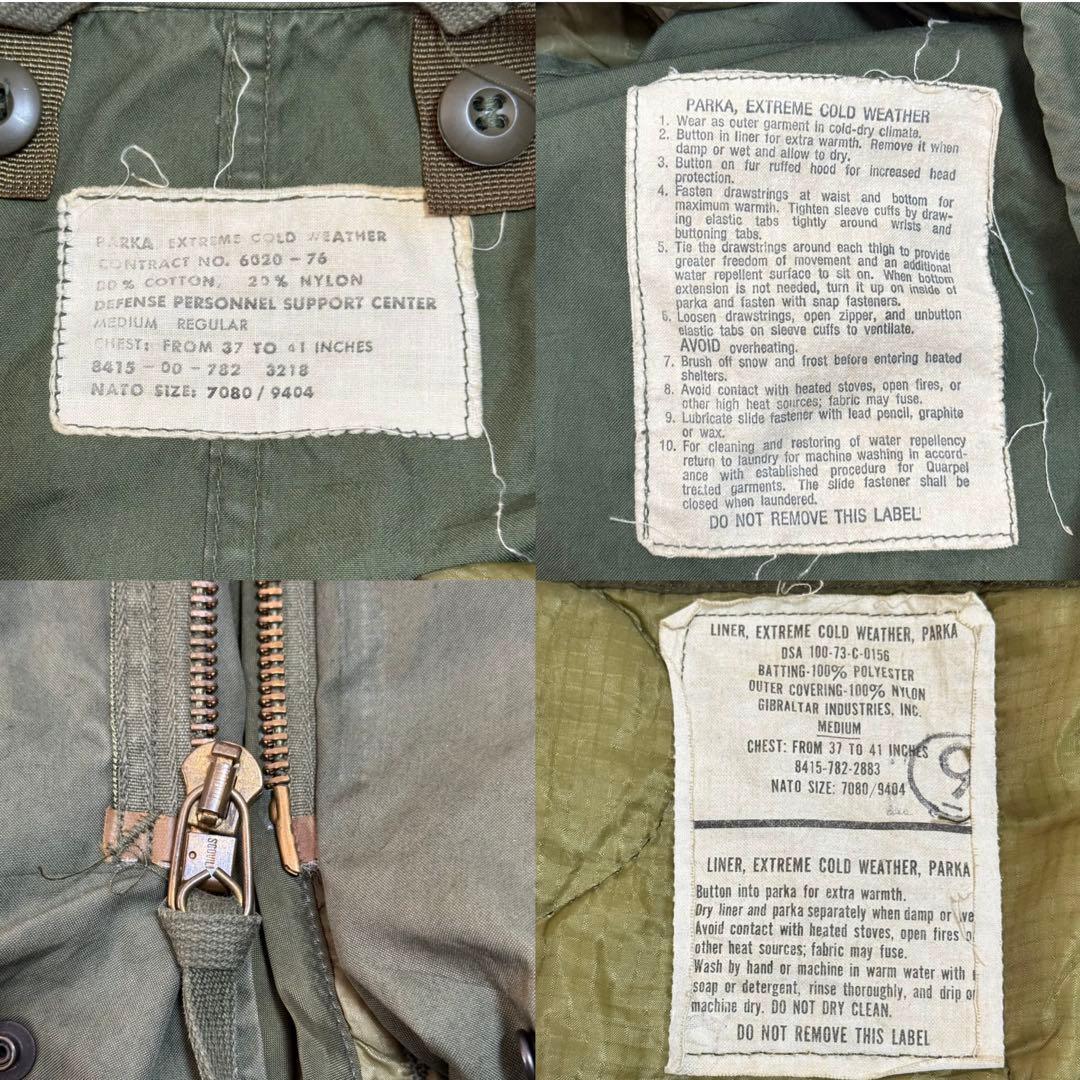 PARKA EXTREME COLD WEATHER
CONTRACT NO. 6020-76
COTTON, 20% NYLON
DEFENSE PERSONNEL SUPPORT CENTER
MEDIUM REGULAR
CHEST: FROM 37 TO 41 INCHES
8415-00-782 3218
NATO SIZE: 7080/9404
PARKA, EXTREME COLD WEATHER
1. Wear as outer garment in cold-dry climate.
2. Button in liner for extra warmth. Remove it when
damp or wet and allow to dry.
3. Button on fur ruffed hood for increased head
protection.
4. Fasten drawstrings at waist and bottom for
maximum warmth. Tighten sleeve cuffs by draw-
ing elastic tabs tightly around wrists and
buttoning tabs.
5. Tie the drawstrings around each thigh to provide
greater freedom of movement and an additional
water repellent surface to sit on. When bottom
extension is not needed, turn it up on inside of
parka and fasten with snap fasteners.
6. Loosen drawstrings, open zipper, and unbutton
elastic tabs on sleeve cuffs to ventilate.
AVOID overheating.
7. Brush off snow and frost before entering heated
shelters.
8. Avoid contact with heated stoves, open fires, or
other high heat sources; fabric may fuse.
9. Lubricate slide fastener with lead pencil, graphite
or wax.
10. For cleaning and restoring of water repellency
return to laundry for machine washing in accord-
ance with established procedure for Quarpel
treated garments. The slide fastener shall be
closed when laundered.
DO NOT REMOVE THIS LABEL
SCOVILL
LINER, EXTREME COLD WEATHER, PARKA
DSA 100-73-C-0156
BATTING-100% POLYESTER
OUTER COVERING-100% NYLON
GIBRALTAR INDUSTRIES, INC.
MEDIUM
CHEST: FROM 37 TO 41 INCHES
8415-782-2883
NATO SIZE: 7080/9404
9
LINER, EXTREME COLD WEATHER, PARKA
Button into parka for extra warmth.
Dry liner and parka separately when damp or we
Avoid contact with heated stoves, open fires o
other heat sources; fabric may fuse.
Wash by hand or machine in warm water with
soap or detergent, rinse thoroughly, and drip or
machine dry. DO NOT DRY CLEAN.
DO NOT REMOVE THIS LABEL